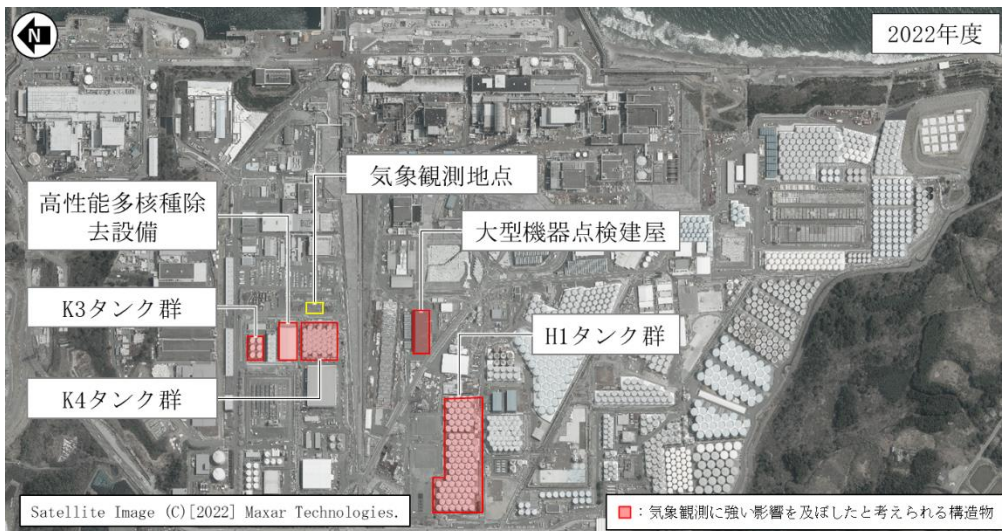 N
2022年度
気象観測地点
高性能多核種除
去設備
大型機器点検建屋
K3タンク群
H1タンク群
K4タンク群
Satellite Image (C)[2022] Maxar Technologies.
：気象観測に強い影響を及ぼしたと考えられる構造物